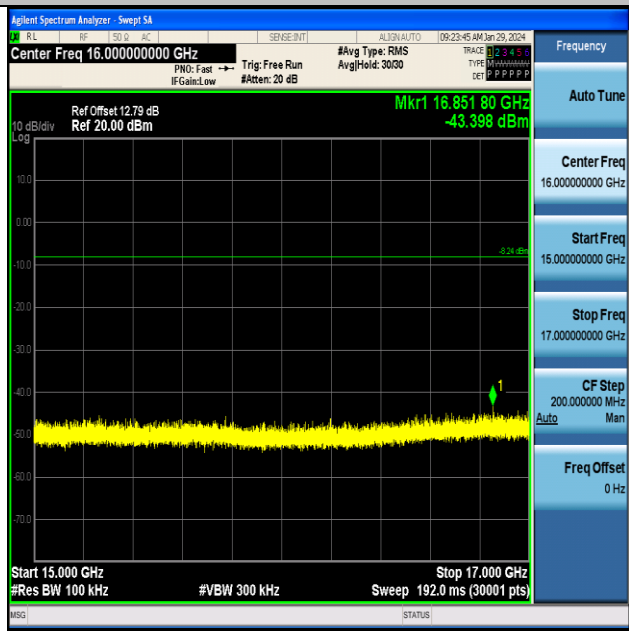 Agilent Spectrum Analyzer - Swept SA
RL RF 50 Ω AC SENSE:INT ALIGN AUTO 09:23:45 AM Jan 29, 2024
Center Freq 16.000000000 GHz
PNO: Fast
IFGain:Low
Trig: Free Run
#Atten: 20 dB
#Avg Type: RMS
Avg|Hold: 30/30
TRACE 1 2 3 4 5 6
TYPE M
DET P P P P P P
Frequency
Auto Tune
Center Freq
16.000000000 GHz
Start Freq
15.000000000 GHz
Stop Freq
17.000000000 GHz
CF Step
200.000000 MHz
Auto Man
Freq Offset
0 Hz
Mkr1 16.851 80 GHz
-43.398 dBm
Ref Offset 12.79 dB
10 dB/div Ref 20.00 dBm
Log
10.0
0.00
-8.24 dBm
-10.0
-20.0
-30.0
-40.0
1
-50.0
-60.0
-70.0
Start 15.000 GHz Stop 17.000 GHz
#Res BW 100 kHz #VBW 300 kHz Sweep 192.0 ms (30001 pts)
MSG STATUS